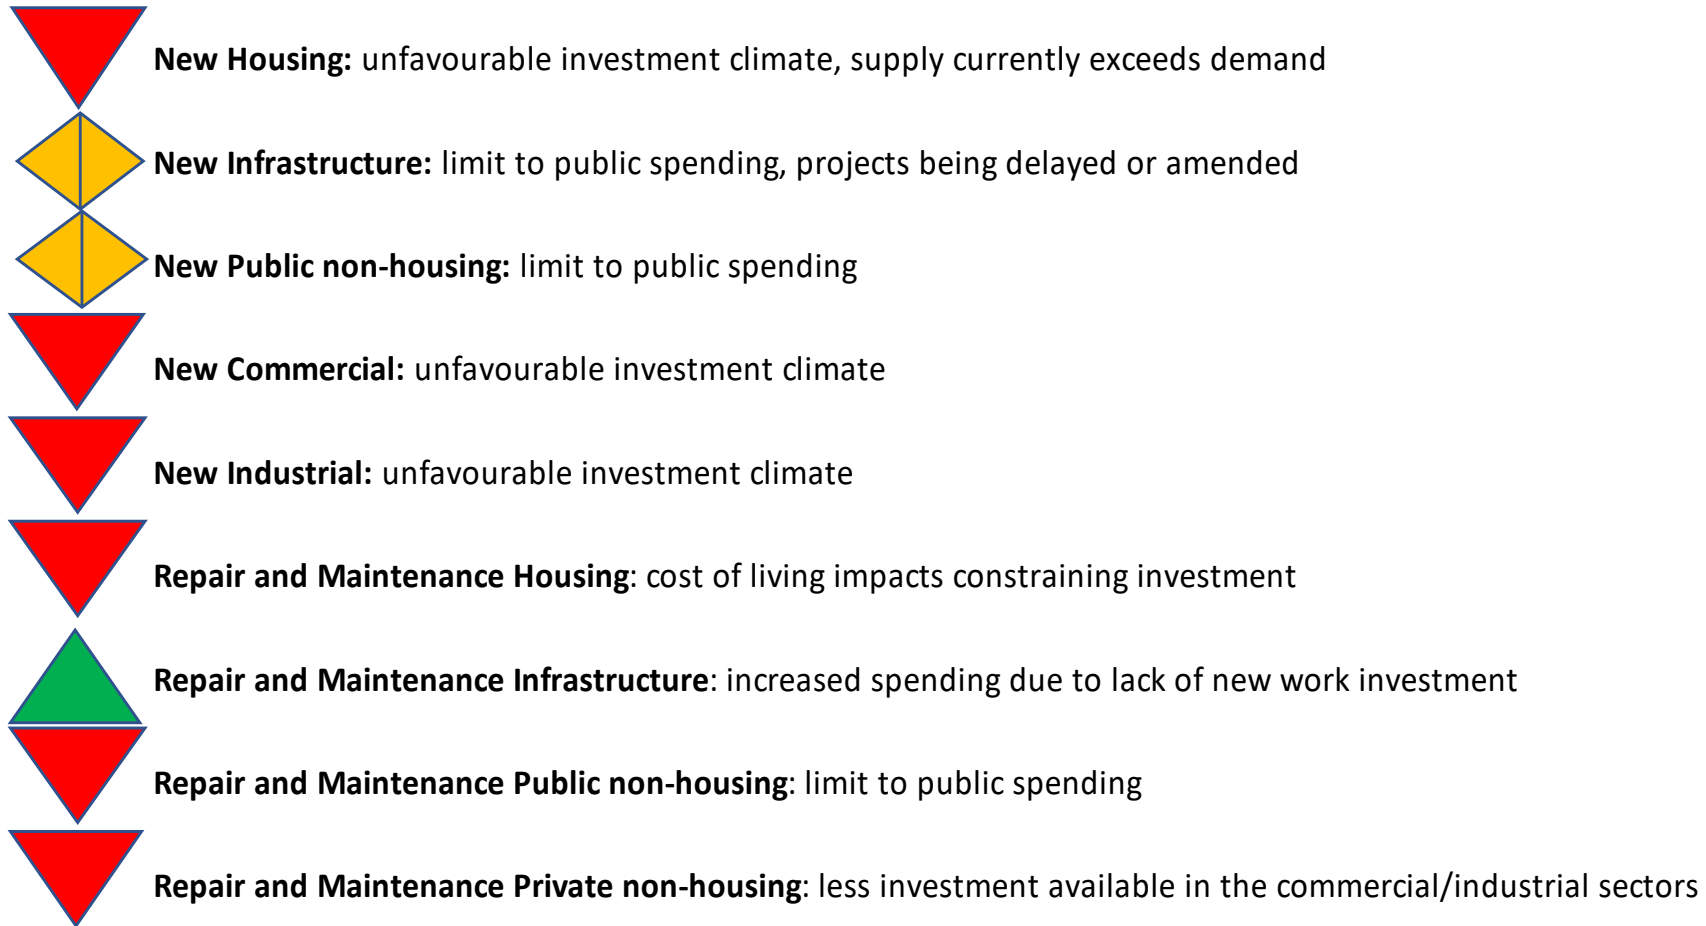 New Housing: unfavourable investment climate, supply currently exceeds demand
New Infrastructure: limit to public spending, projects being delayed or amended
New Public non-housing: limit to public spending
New Commercial: unfavourable investment climate
New Industrial: unfavourable investment climate
Repair and Maintenance Housing: cost of living impacts constraining investment
Repair and Maintenance Infrastructure: increased spending due to lack of new work investment
Repair and Maintenance Public non-housing: limit to public spending
Repair and Maintenance Private non-housing: less investment available in the commercial/industrial sectors